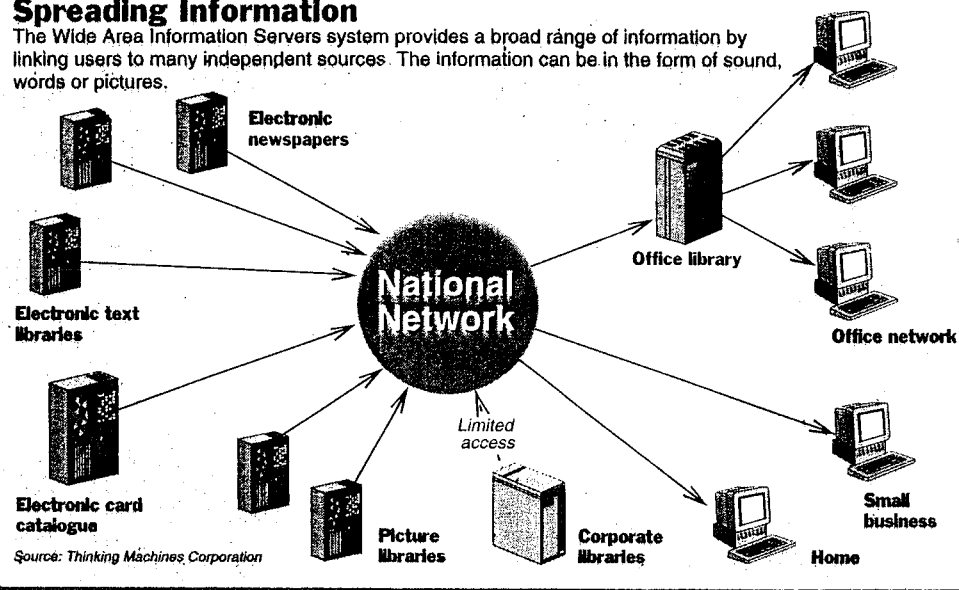 Spreading Information
The Wide Area Information Servers system provides a broad range of information by
linking users to many independent sources. The information can be in the form of sound,
words or pictures.
Electronic
newspapers
Office library
National
Network
Electronic text
libraries
Office network
Limited
access
Electronic card
catalogue
Picture
libraries
Corporate
libraries
Small
business
Home
Source: Thinking Machines Corporation